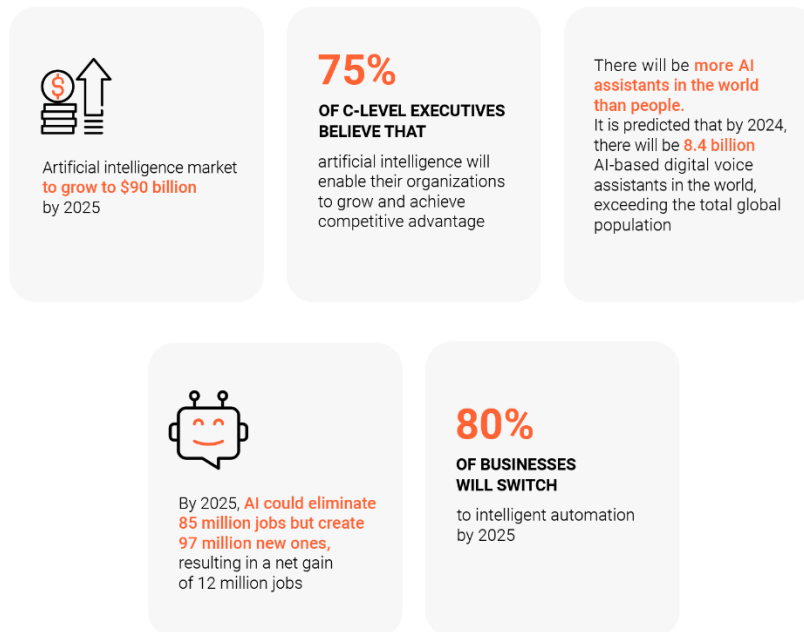 $
Artificial intelligence market
to grow to $90 billion
by 2025
75%
OF C-LEVEL EXECUTIVES
BELIEVE THAT
artificial intelligence will
enable their organizations
to grow and achieve
competitive advantage
There will be more AI
assistants in the world
than people.
It is predicted that by 2024,
there will be 8.4 billion
AI-based digital voice
assistants in the world,
exceeding the total global
population
By 2025, AI could eliminate
85 million jobs but create
97 million new ones,
resulting in a net gain
of 12 million jobs
80%
OF BUSINESSES
WILL SWITCH
to intelligent automation
by 2025